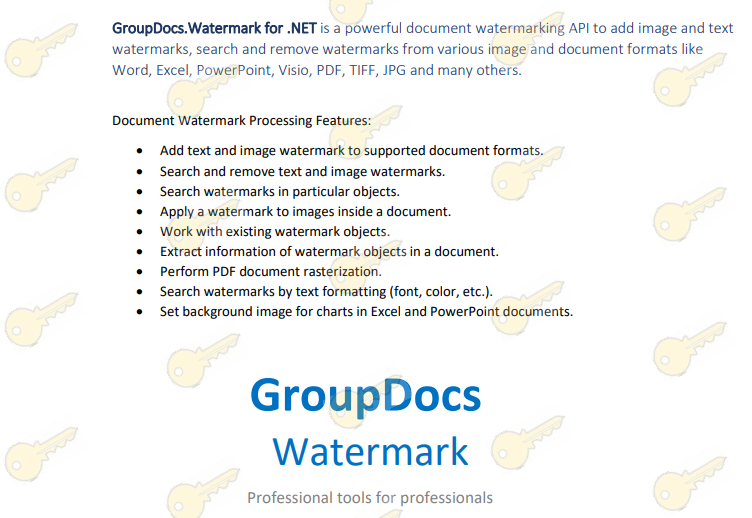 GroupDocs.Watermark for .NET is a powerful document watermarking API to add image and text
watermarks, search and remove watermarks from various image and document formats like
Word, Excel, PowerPoint, Visio, PDF, TIFF, JPG and many others.
Document Watermark Processing Features:
• Add text and image watermark to supported document formats.
• Search and remove text and image watermarks.
• Search watermarks in particular objects.
• Apply a watermark to images inside a document.
• Work with existing watermark objects.
• Extract information of watermark objects in a document.
• Perform PDF document rasterization.
• Search watermarks by text formatting (font, color, etc.).
• Set background image for charts in Excel and PowerPoint documents.
GroupDocs
Watermark
Professional tools for professionals